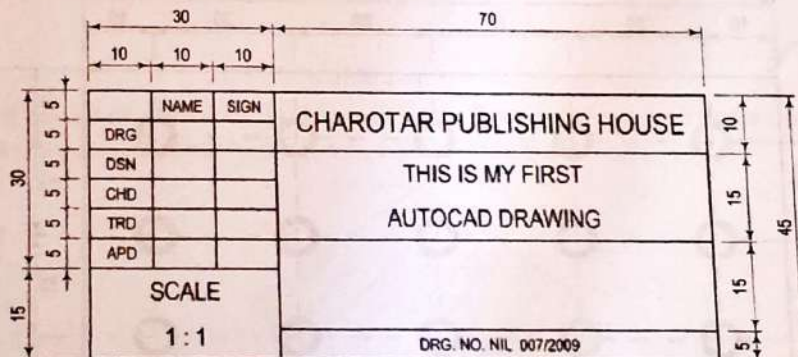 30 70
10 10 10
NAME SIGN
CHAROTAR PUBLISHING HOUSE
DRG
DSN
CHD
TRD
APD
THIS IS MY FIRST
AUTOCAD DRAWING
SCALE
1 : 1
DRG. NO. NIL 007/2009
30
15
5
5
5
5
5
5
10
15
15
5
45